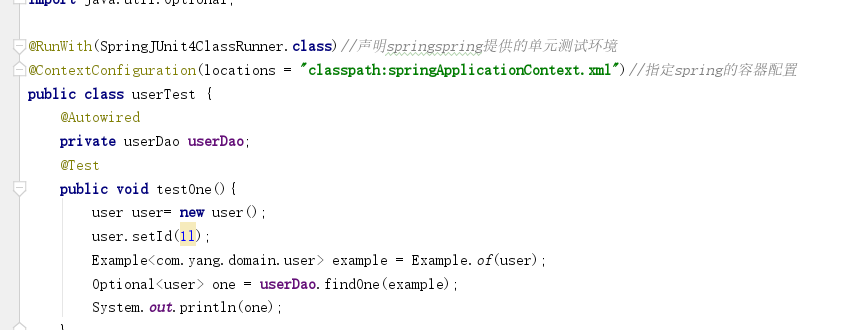 import java.util.Optional;
@RunWith(SpringJUnit4ClassRunner.class)//声明springspring提供的单元测试环境
@ContextConfiguration(locations = "classpath:springApplicationContext.xml")//指定spring的容器配置
public class userTest {
@Autowired
private userDao userDao;
@Test
public void testOne(){
user user= new user();
user.setId(1l);
Example<com.yang.domain.user> example = Example.of(user);
Optional<user> one = userDao.findOne(example);
System.out.println(one);
}